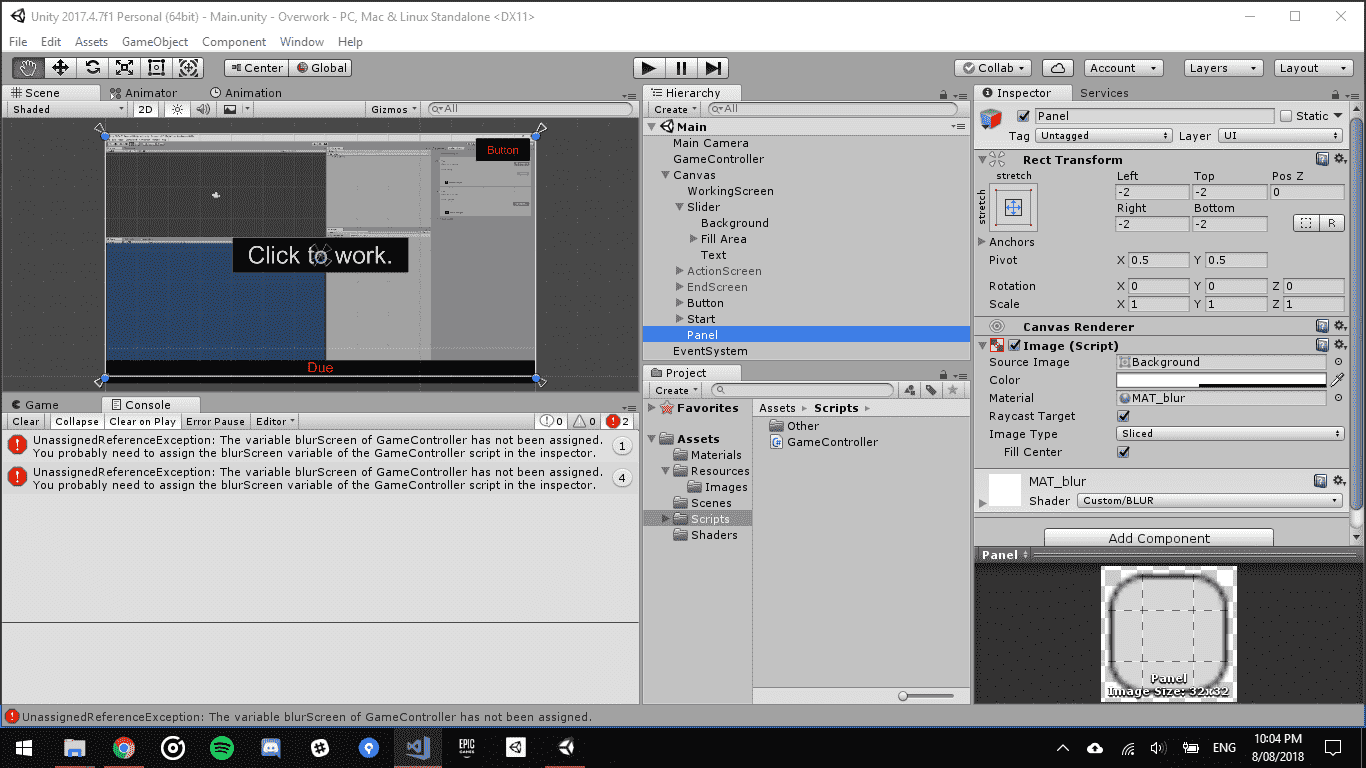 Unity 2017.4.7f1 Personal (64bit) - Main.unity - Overwork - PC, Mac & Linux Standalone <DX11>
File Edit Assets GameObject Component Window Help
Center Global Collab Account Layers Layout
Scene Animator Animation
Shaded 2D Gizmos All
Button
Click to work.
Due
Game Console
Clear Collapse Clear on Play Error Pause Editor 0 0 2
UnassignedReferenceException: The variable blurScreen of GameController has not been assigned.
You probably need to assign the blurScreen variable of the GameController script in the inspector.
1
UnassignedReferenceException: The variable blurScreen of GameController has not been assigned.
You probably need to assign the blurScreen variable of the GameController script in the inspector.
4
Hierarchy
Create All
Main
Main Camera
GameController
Canvas
WorkingScreen
Slider
Background
Fill Area
Text
ActionScreen
EndScreen
Button
Start
Panel
EventSystem
Project
Create
Favorites
Assets
Materials
Resources
Images
Scenes
Scripts
Shaders
Assets Scripts
Other
GameController
Inspector Services
Panel Static
Tag Untagged Layer UI
Rect Transform
stretch Left Top Pos Z
stretch -2 -2 0
Right Bottom
-2 -2 R
Anchors
Pivot X 0.5 Y 0.5
Rotation X 0 Y 0 Z 0
Scale X 1 Y 1 Z 1
Canvas Renderer
Image (Script)
Source Image Background
Color
Material MAT_blur
Raycast Target
Image Type Sliced
Fill Center
MAT_blur
Shader Custom/BLUR
Add Component
Panel
Panel
Image Size: 32x32
UnassignedReferenceException: The variable blurScreen of GameController has not been assigned.
EPIC
GAMES
ENG
10:04 PM
8/08/2018